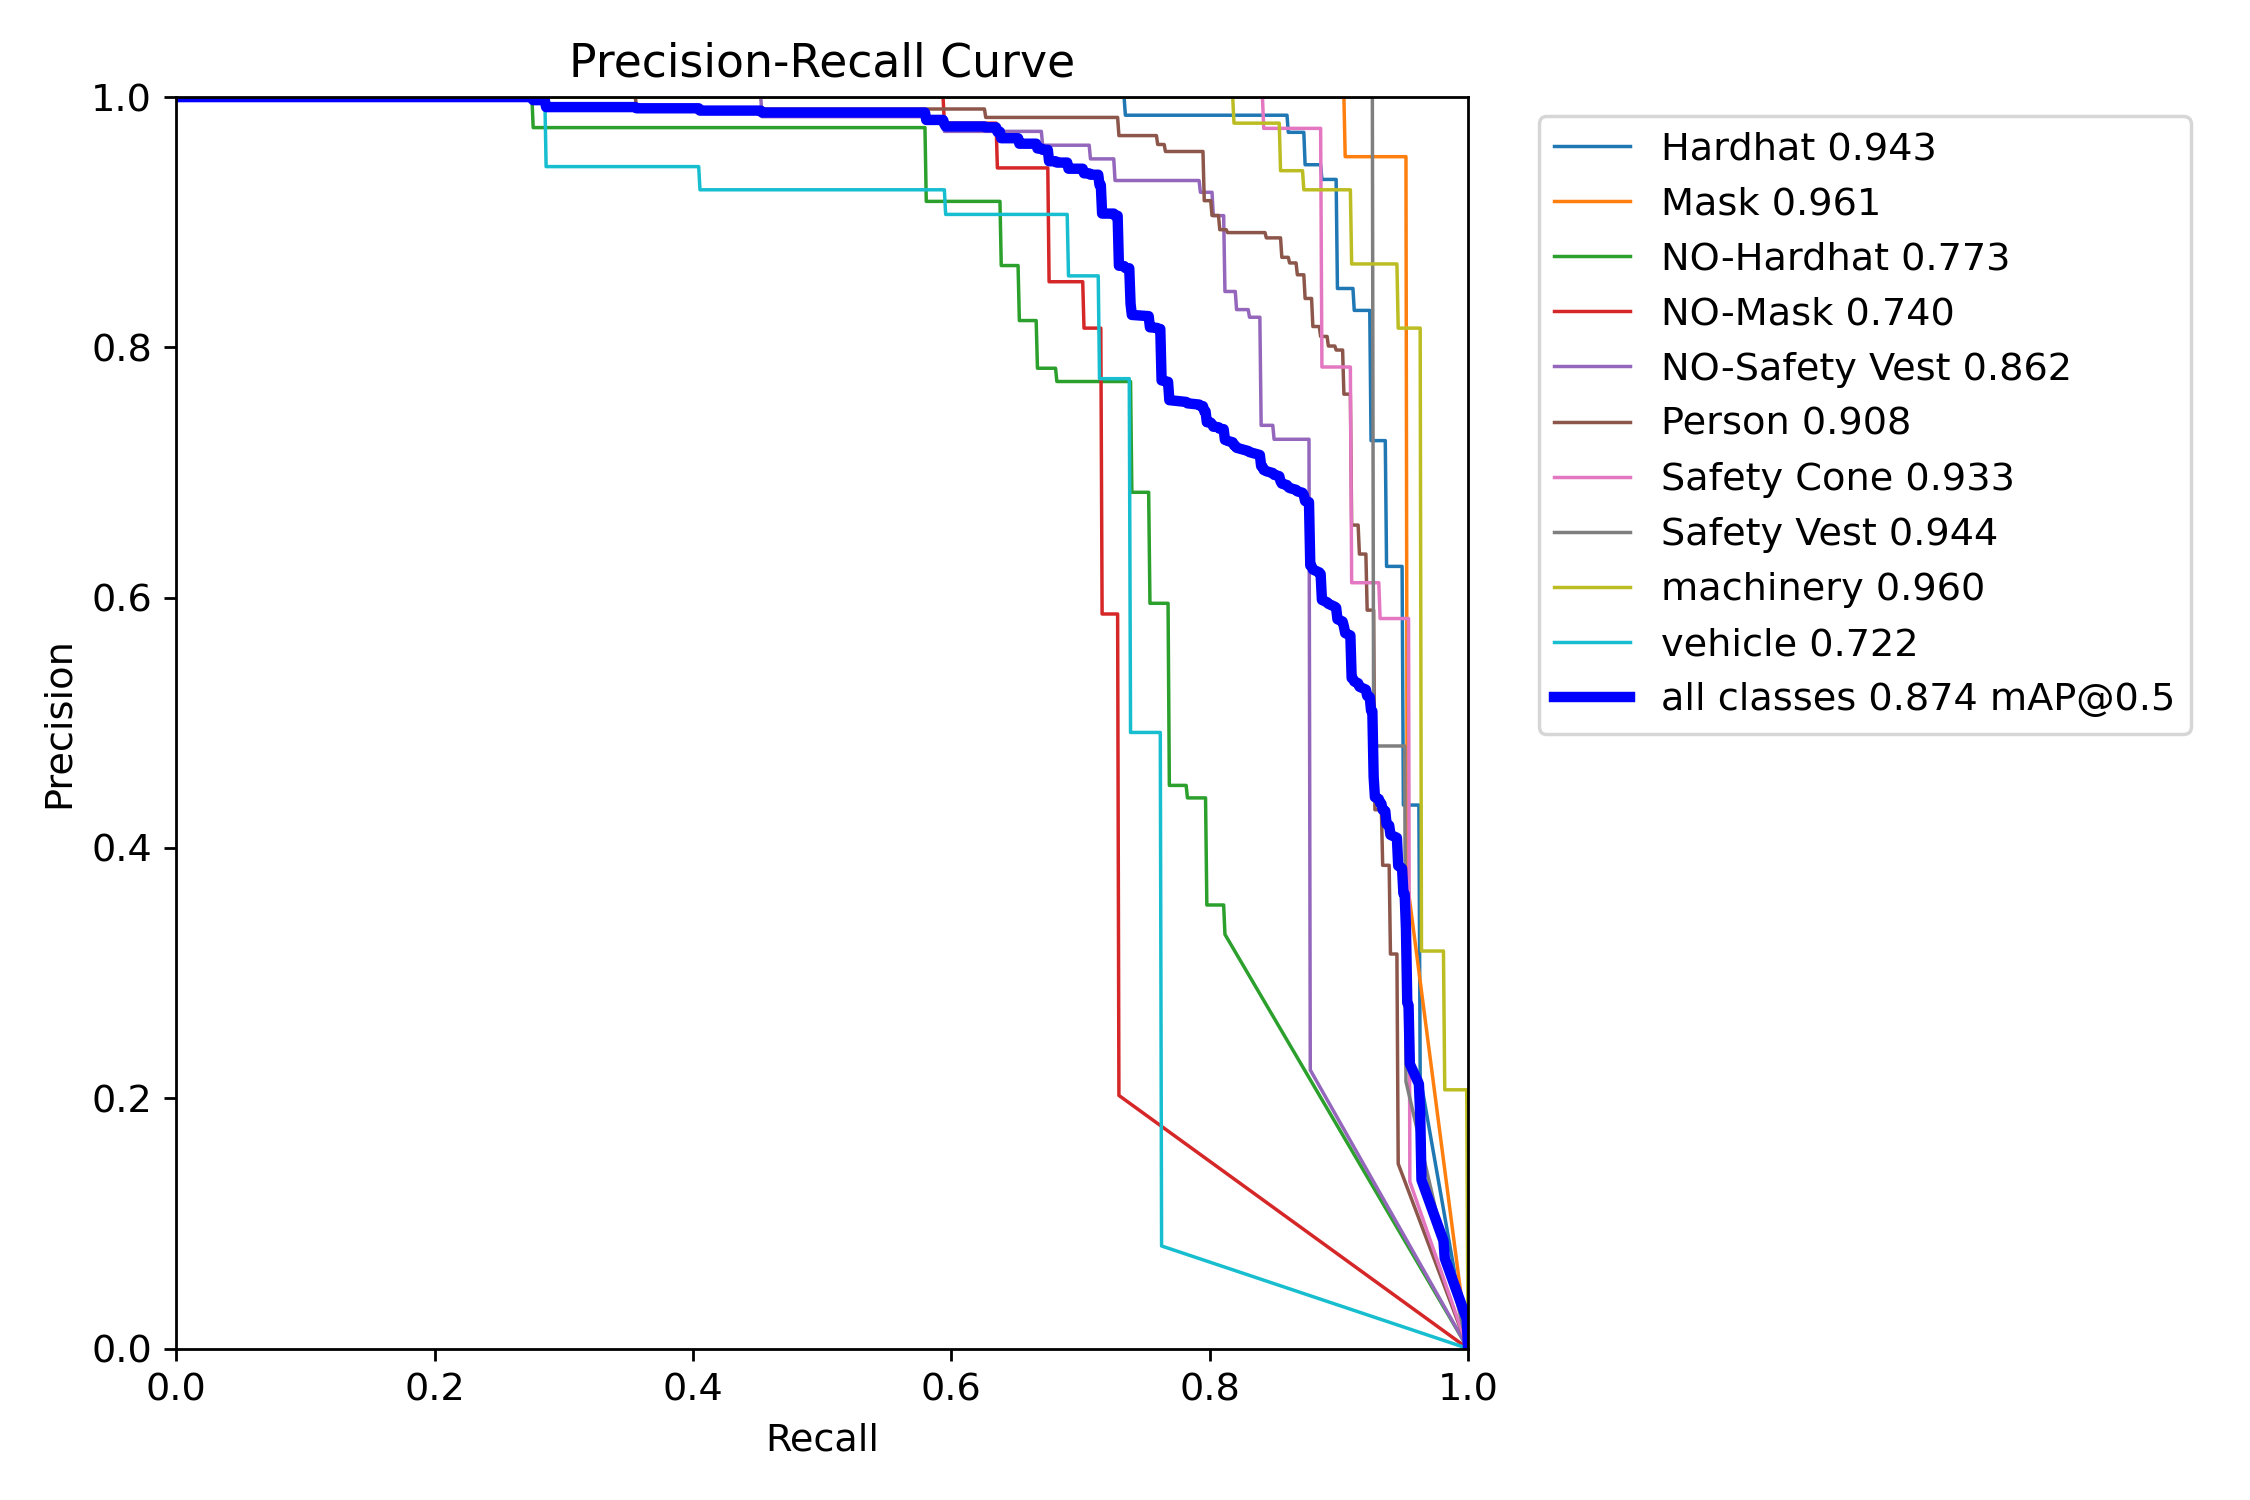 Precision-Recall Curve
1.0
0.8
0.6
0.4
0.2
0.0
Precision
0.0 0.2 0.4 0.6 0.8 1.0
Recall
Hardhat 0.943
Mask 0.961
NO-Hardhat 0.773
NO-Mask 0.740
NO-Safety Vest 0.862
Person 0.908
Safety Cone 0.933
Safety Vest 0.944
machinery 0.960
vehicle 0.722
all classes 0.874 mAP@0.5